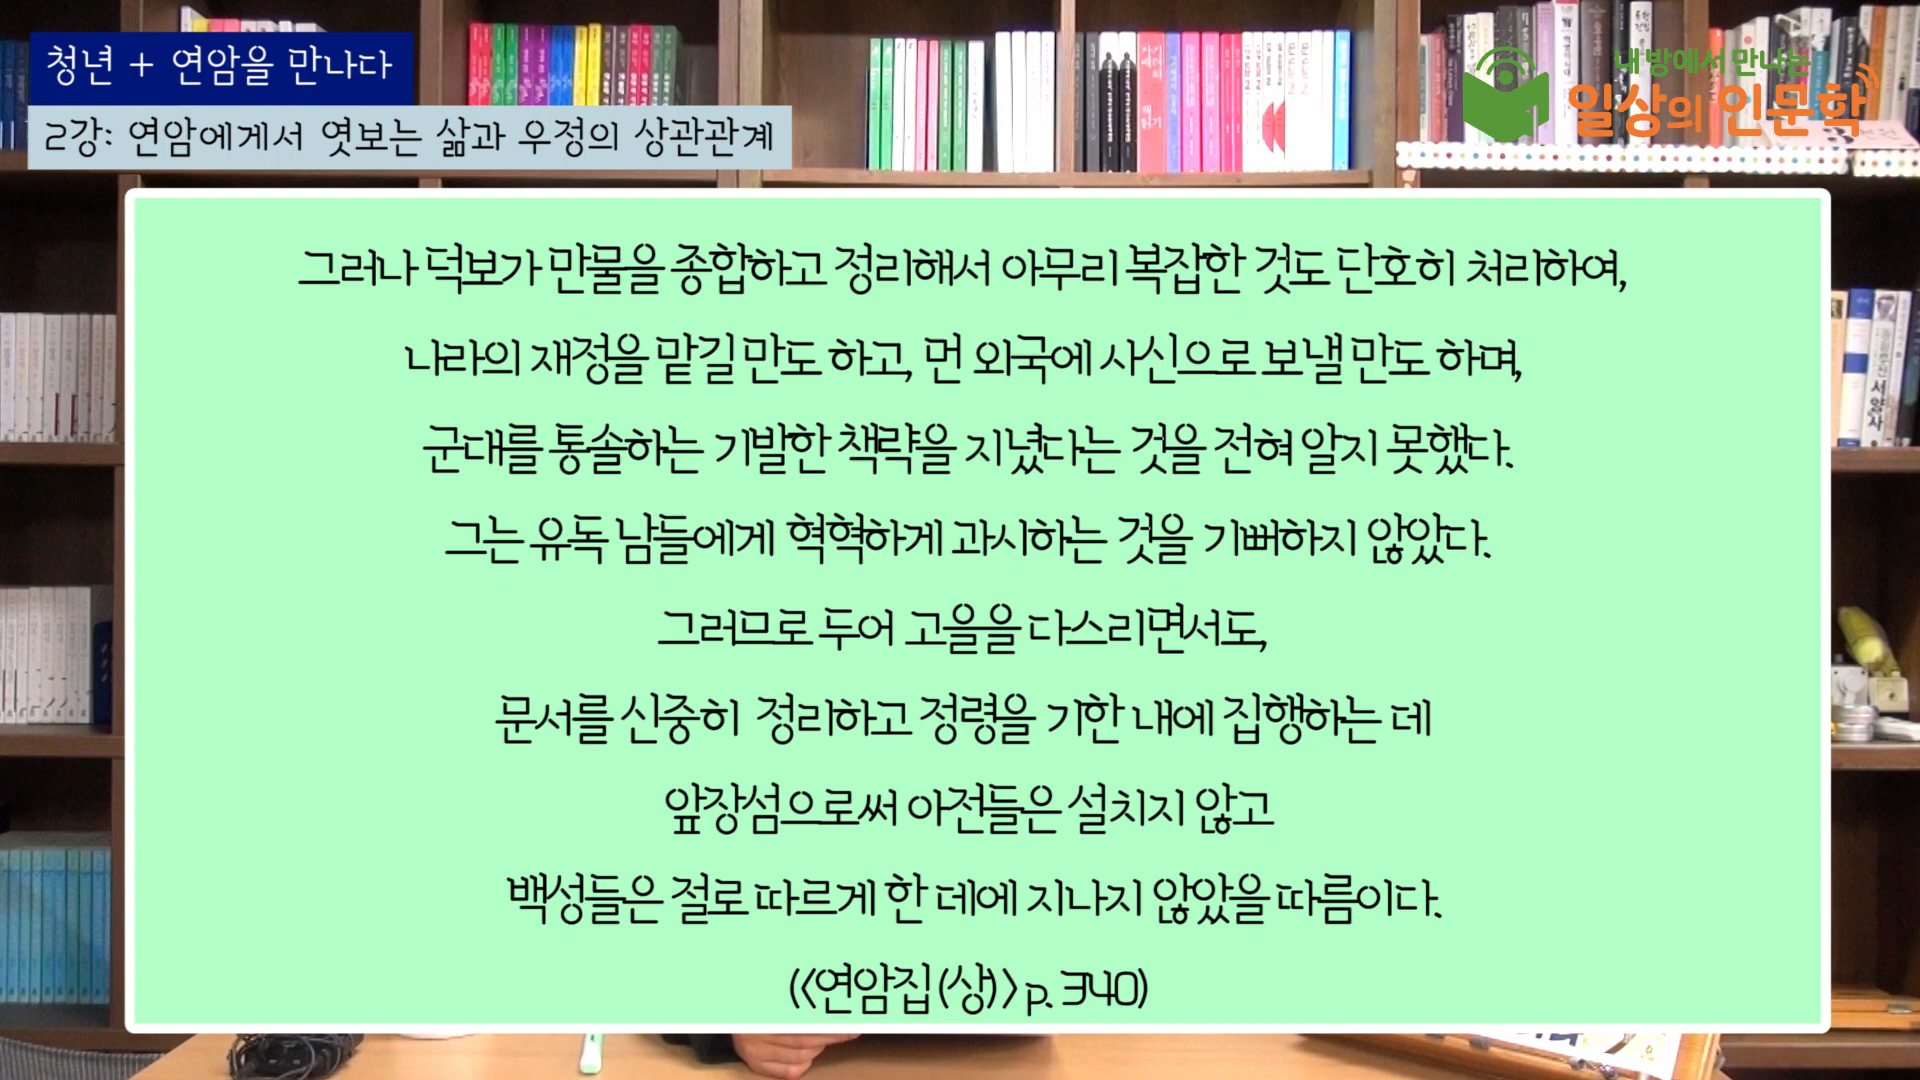 청년 + 연암을 만나다
2강: 연암에게서 엿보는 삶과 우정의 상관관계
내 방에서 만나는
일상의 인문학
그러나 덕보가 만물을 종합하고 정리해서 아무리 복잡한 것도 단호히 처리하여,
나라의 재정을 맡길 만도 하고, 먼 외국에 사신으로 보낼 만도 하며,
군대를 통솔하는 기발한 책략을 지녔다는 것을 전혀 알지 못했다.
그는 유독 남들에게 혁혁하게 과시하는 것을 기뻐하지 않았다.
그러므로 두어 고을을 다스리면서도,
문서를 신중히 정리하고 정령을 기한 내에 집행하는 데
앞장섬으로써 아전들은 설치지 않고
백성들은 절로 따르게 한 데에 지나지 않았을 따름이다.
(<연암집(상)> p.340)
서양사